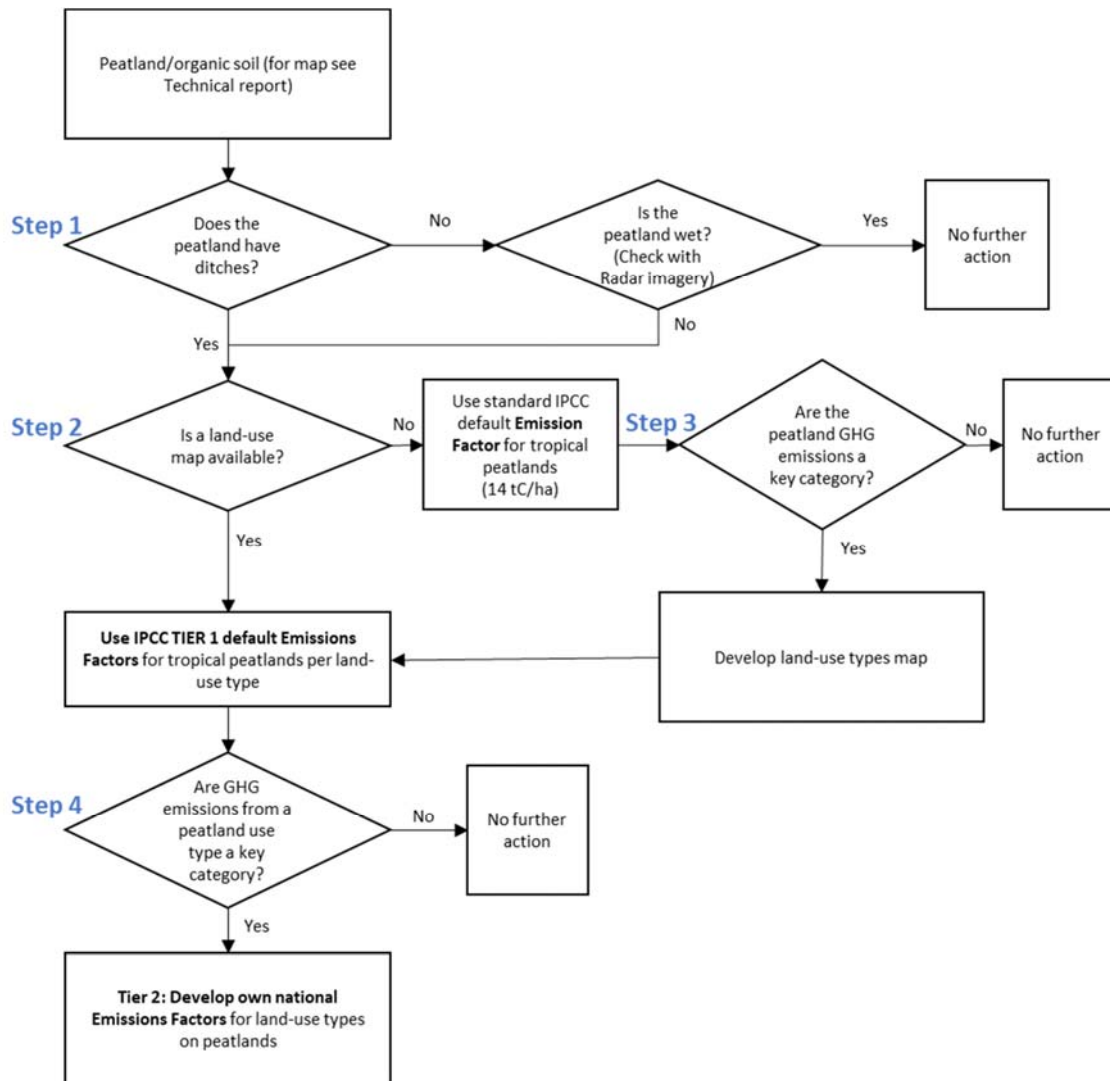 Peatland/organic soil (for map see
Technical report)
Step 1
Does the
peatland have
ditches?
No
Is the
peatland wet?
(Check with
Radar imagery)
Yes
No further
action
Yes
No
Step 2
Is a land-use
map available?
No
Use standard IPCC
default Emission
Factor for tropical
peatlands
(14 tC/ha)
Step 3
Are the
peatland GHG
emissions a
key category?
No
No further
action
Yes
Yes
Use IPCC TIER 1 default Emissions
Factors for tropical peatlands per land-
use type
Develop land-use types map
Step 4
Are GHG
emissions from a
peatland use
type a key
category?
No
No further
action
Yes
Tier 2: Develop own national
Emissions Factors for land-use types
on peatlands